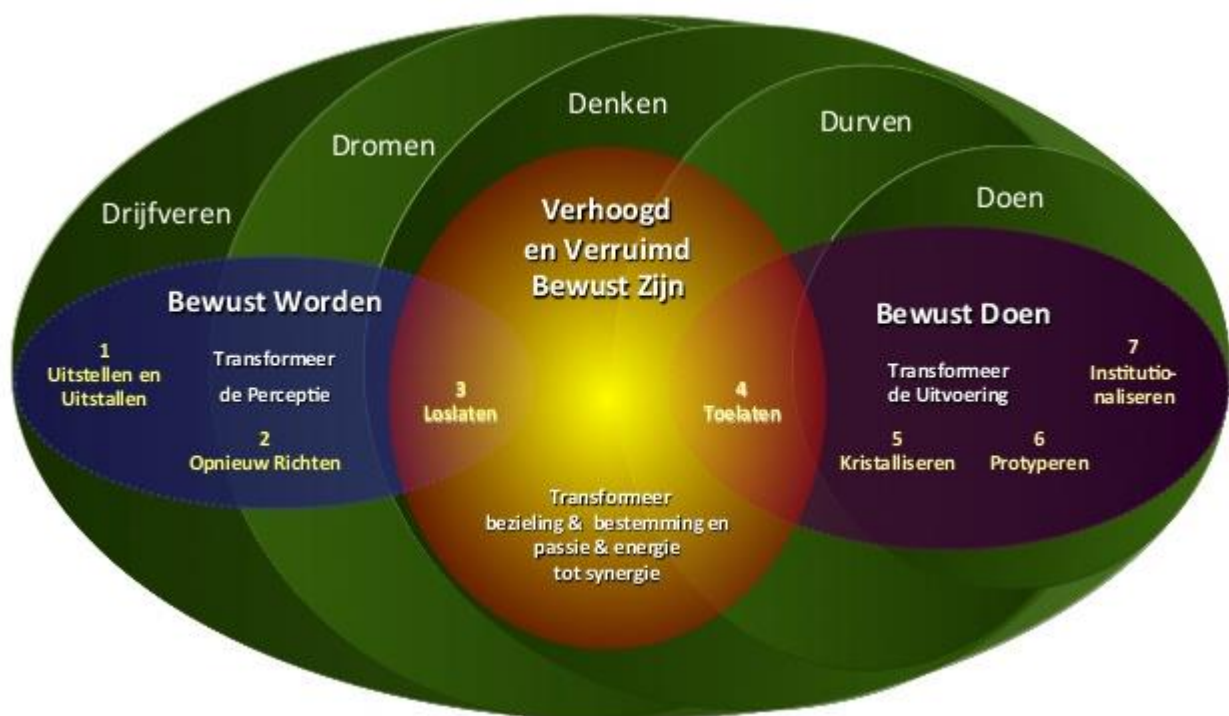 Drijfveren
Dromen
Denken
Durven
Doen
Bewust Worden
1
Uitstellen en
Uitstallen
Transformeer
de Perceptie
2
Opnieuw Richten
3
Loslaten
Verhoogd
en Verruimd
Bewust Zijn
Transformeer
bezieling & bestemming en
passie & energie
tot synergie
4
Toelaten
Bewust Doen
Transformeer
de Uitvoering
5
Kristalliseren
6
Protyperen
7
Institutio-
naliseren